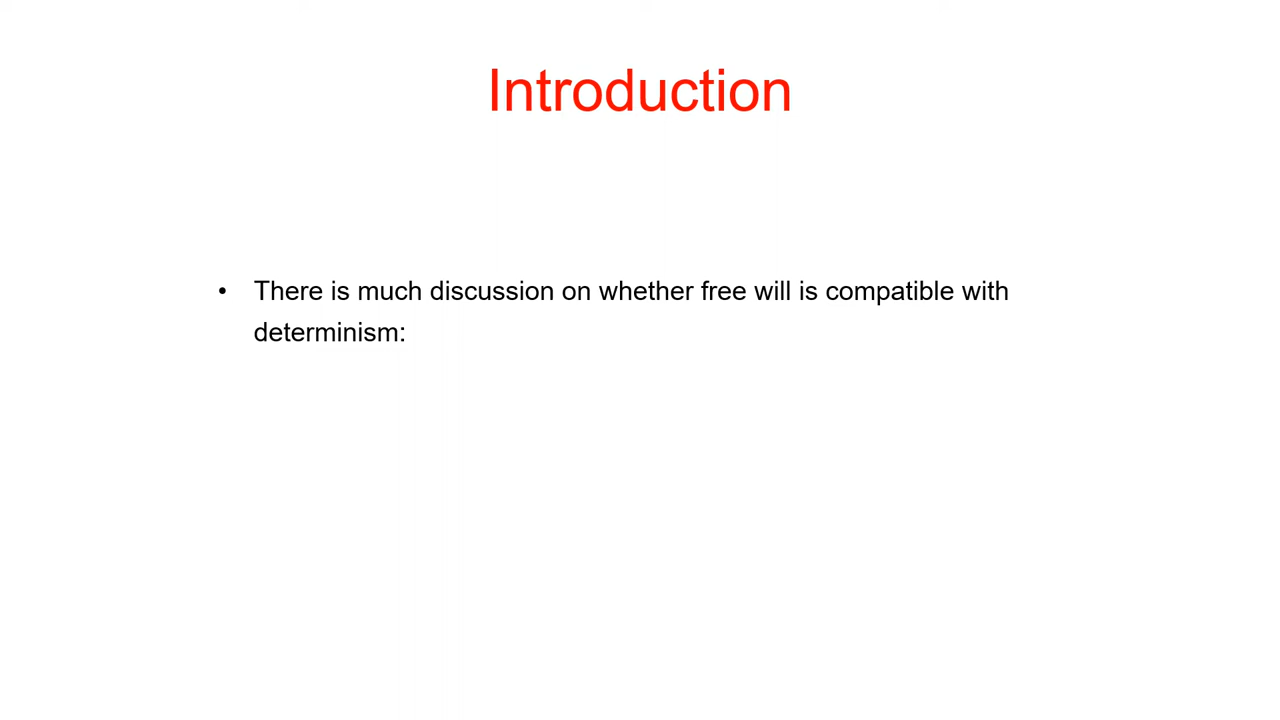 Introduction
• There is much discussion on whether free will is compatible with
determinism: